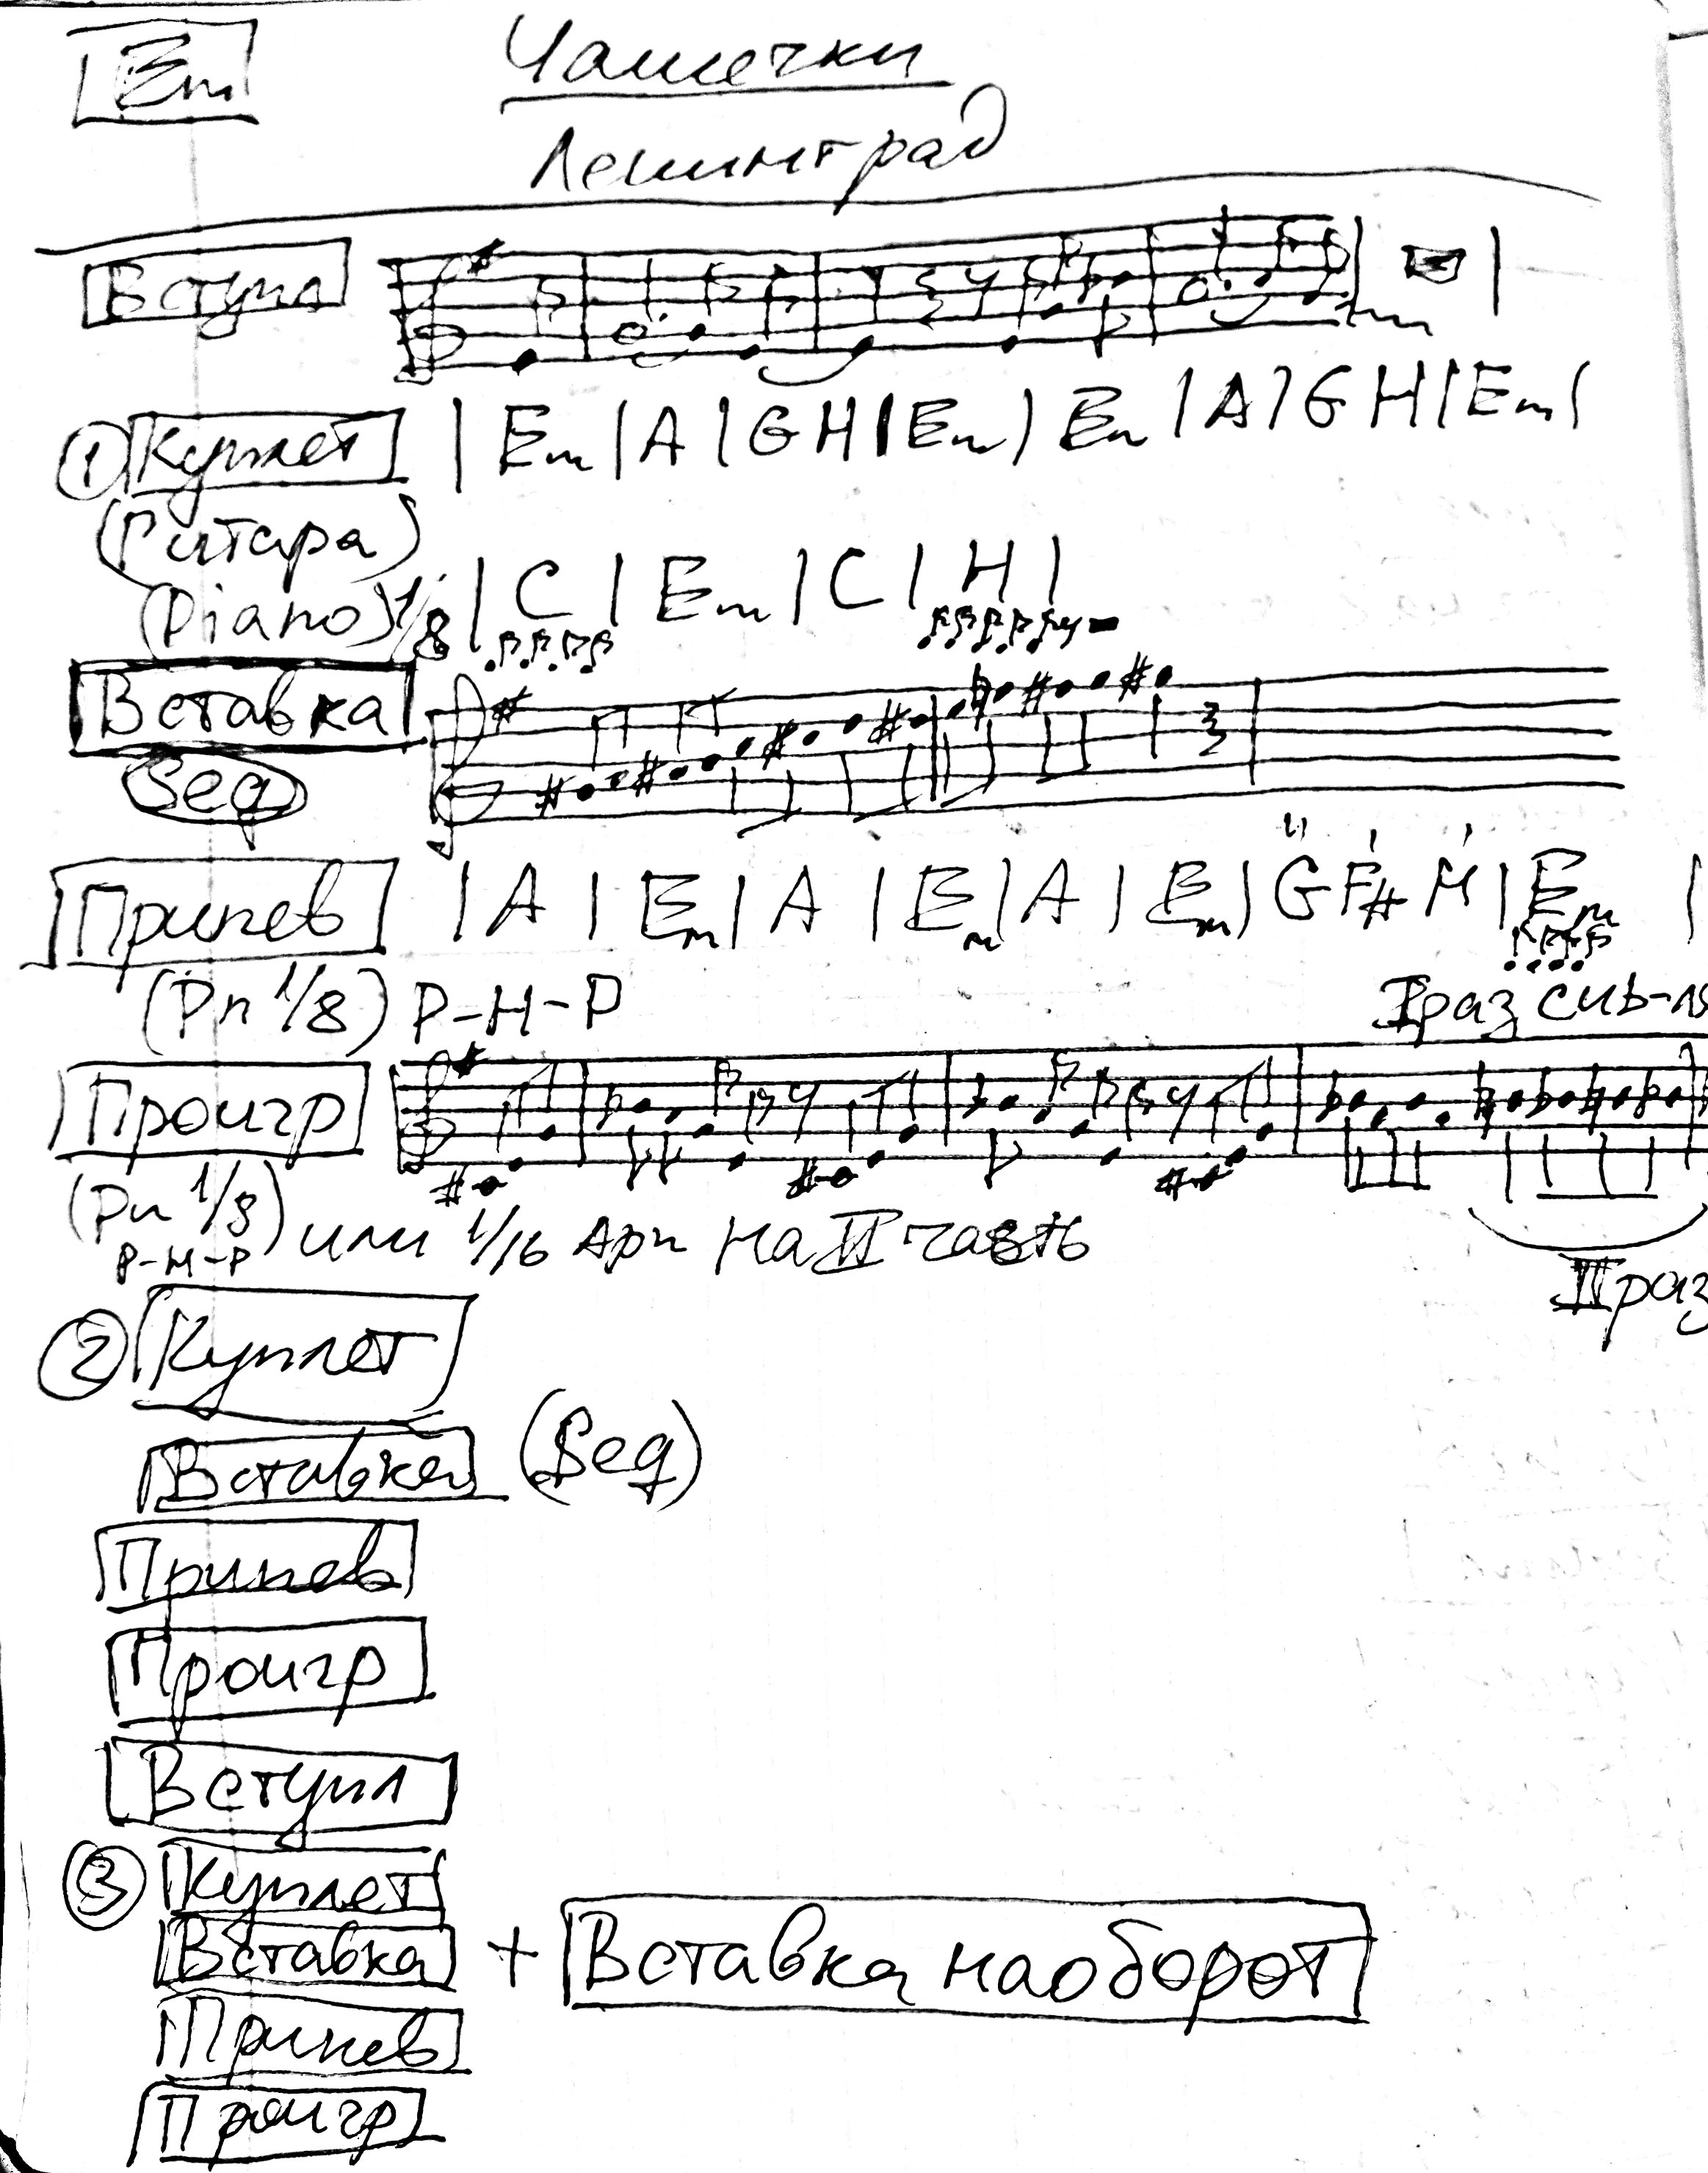 Em Чашечки
Ленинград
Вступл
① Куплет | Em | A | G H | Em | Em | A | G H | Em |
(Гитара)
(Piano) 1/8 | C | Em | C | H |
Вставка
Seq
Припев | A | Em | A | Em | A | Em | G F# H | Em |
(Pn 1/8) Р-Н-Р
I раз
Проигр
(Pn 1/8) или 1/16 Арп на II часть
Р-Н-Р
II раз
② Куплет
Вставка (Seq)
Припев
Проигр
Вступл
③ Куплет
Вставка + Вставка наоборот
Припев
Проигр